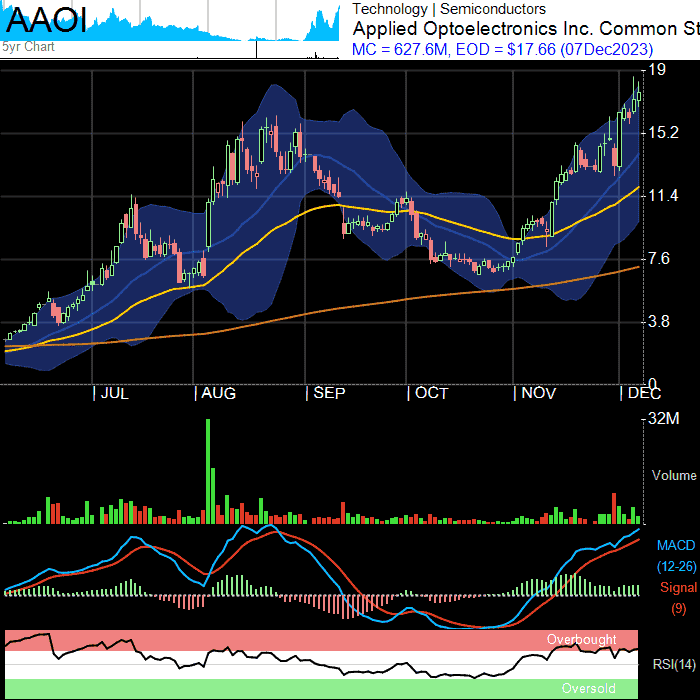 AAOI
5yr Chart
Technology | Semiconductors
Applied Optoelectronics Inc. Common St
MC = 627.6M, EOD = $17.66 (07Dec2023)
19
15.2
11.4
7.6
3.8
0
JUL
AUG
SEP
OCT
NOV
DEC
32M
Volume
MACD
(12-26)
Signal
(9)
AAOI
Overbought
RSI(14)
Oversold